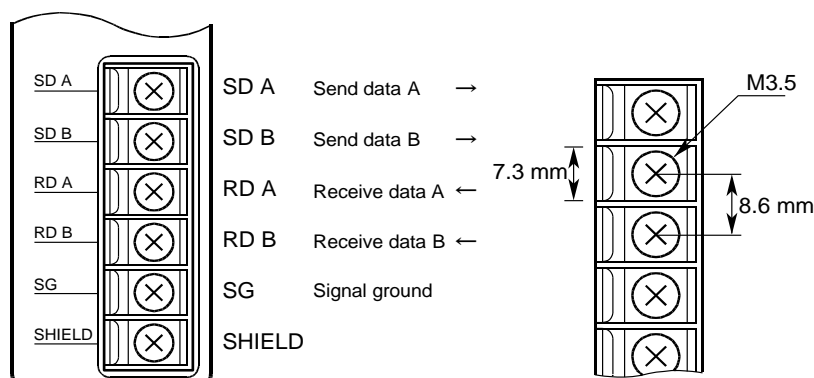 SD A SD A Send data A →
SD B SD B Send data B →
RD A RD A Receive data A ←
RD B RD B Receive data B ←
SG SG Signal ground
SHIELD SHIELD
M3.5
7.3 mm
8.6 mm